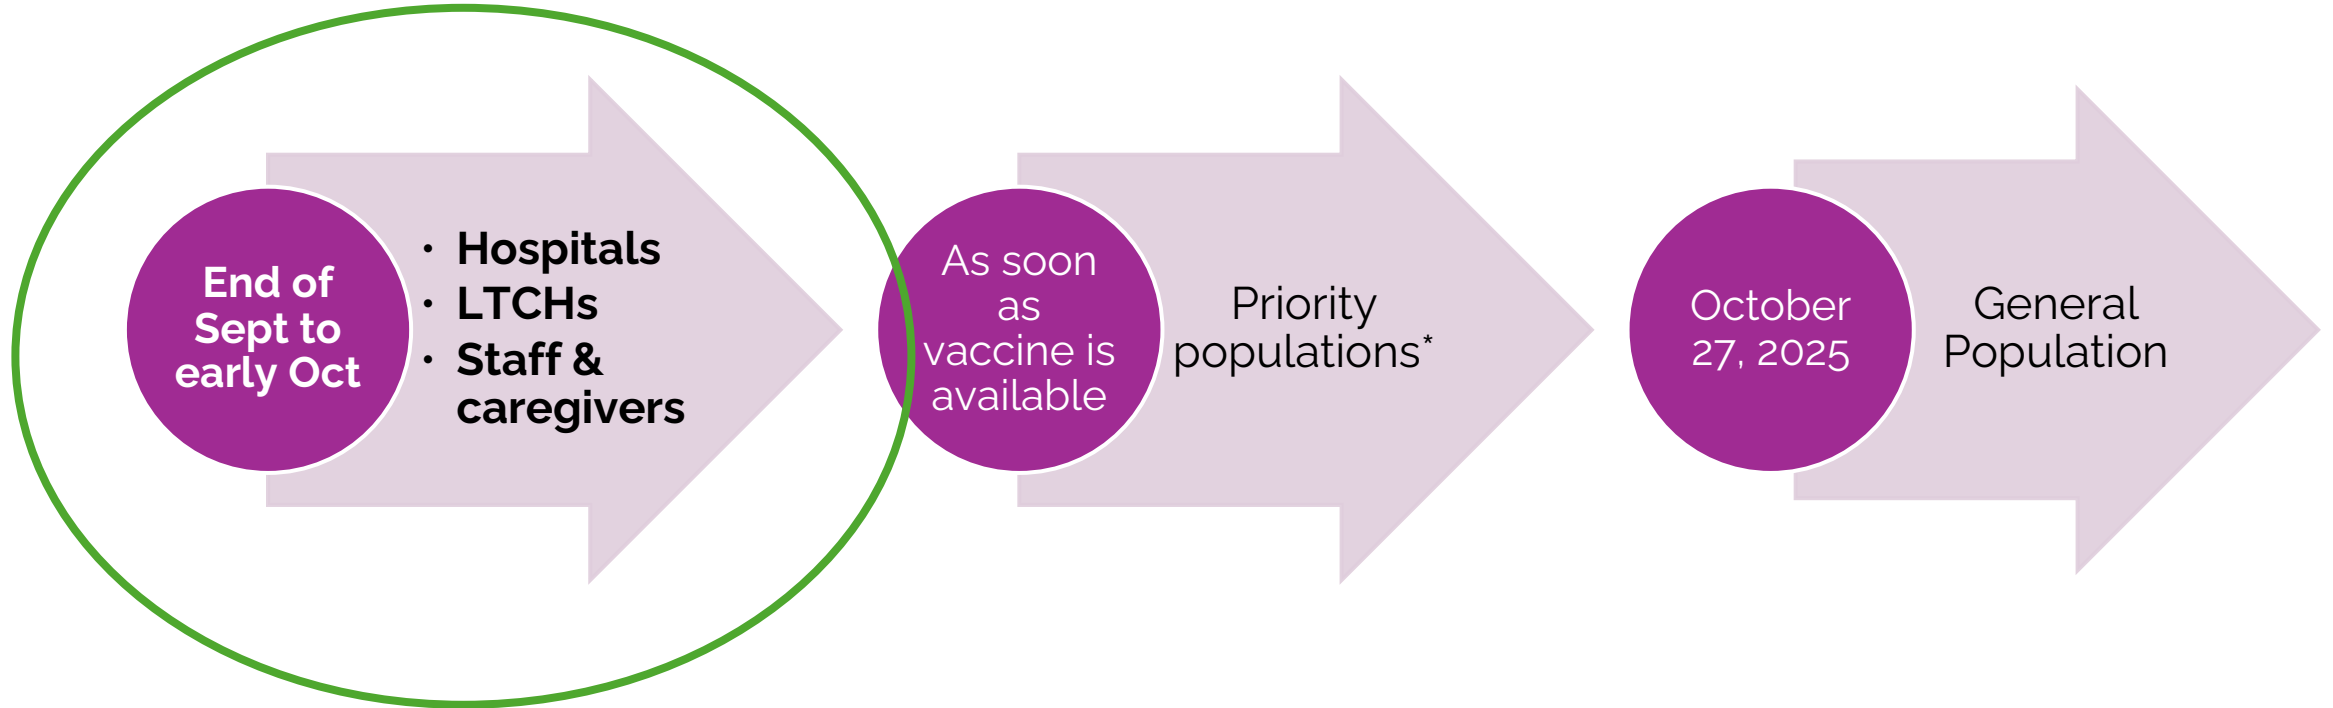 End of
Sept to
early Oct
• Hospitals
• LTCHs
• Staff &
caregivers
As soon
as
vaccine is
available
Priority
populations*
October
27, 2025
General
Population